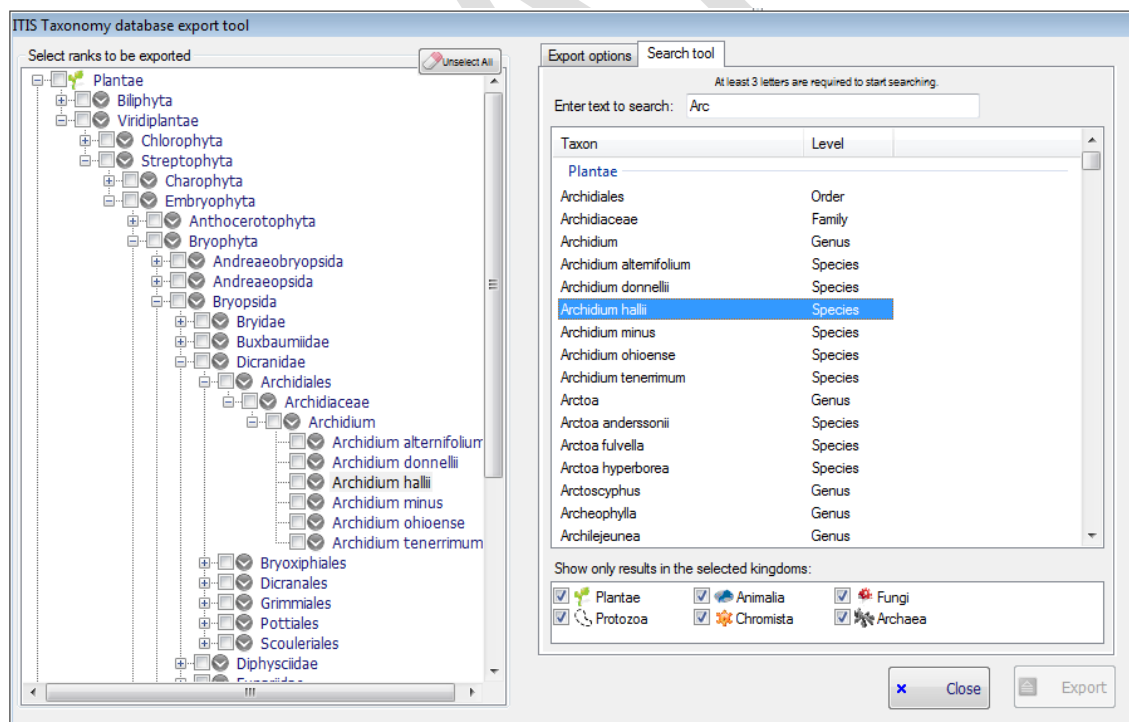 ITIS Taxonomy database export tool
Select ranks to be exported
Unselect All
Plantae
Biliphyta
Viridiplantae
Chlorophyta
Streptophyta
Charophyta
Embryophyta
Anthocerotophyta
Bryophyta
Andreaeobryopsida
Andreaeopsida
Bryopsida
Bryidae
Buxbaumiidae
Dicranidae
Archidiales
Archidiaceae
Archidium
Archidium alternifolium
Archidium donnellii
Archidium hallii
Archidium minus
Archidium ohioense
Archidium tenerrimum
Bryoxiphiales
Dicranales
Grimmiales
Pottiales
Scouleriales
Diphysciidae
Export options Search tool
At least 3 letters are required to start searching.
Enter text to search: Arc
Taxon Level
Plantae
Archidiales Order
Archidiaceae Family
Archidium Genus
Archidium alternifolium Species
Archidium donnellii Species
Archidium hallii Species
Archidium minus Species
Archidium ohioense Species
Archidium tenerrimum Species
Arctoa Genus
Arctoa anderssonii Species
Arctoa fulvella Species
Arctoa hyperborea Species
Arctoscyphus Genus
Archeophylla Genus
Archilejeunea Genus
Show only results in the selected kingdoms:
Plantae Animalia Fungi
Protozoa Chromista Archaea
Close Export